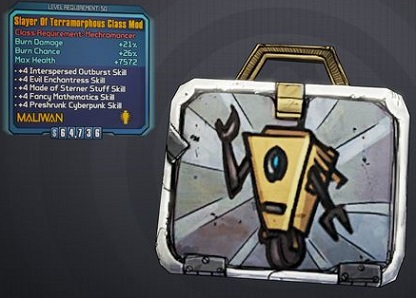 LEVEL REQUIREMENT: 50
Slayer Of Terramorphous Class Mod
Class Requirement: Mechromancer
Burn Damage +21%
Burn Chance +26%
Max Health +7572
• +4 Interspersed Outburst Skill
• +4 Evil Enchantress Skill
• +4 Made of Sterner Stuff Skill
• +4 Fancy Mathematics Skill
• +4 Preshrunk Cyberpunk Skill
MALIWAN
$ 64,736